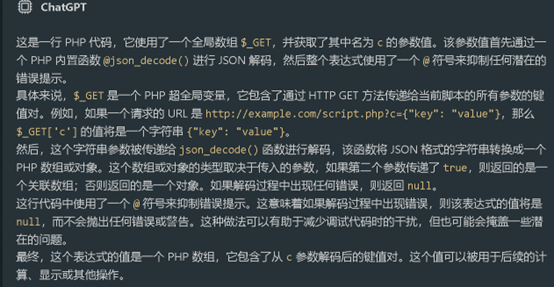 ChatGPT
这是一行 PHP 代码，它使用了一个全局数组 $_GET，并获取了其中名为 c 的参数值。该参数值首先通过一
个 PHP 内置函数 @json_decode() 进行 JSON 解码，然后整个表达式使用了一个 @ 符号来抑制任何潜在的
错误提示。
具体来说，$_GET 是一个 PHP 超全局变量，它包含了通过 HTTP GET 方法传递给当前脚本的所有参数的键
值对。例如，如果一个请求的 URL 是 http://example.com/script.php?c={"key": "value"}，那么
$_GET['c'] 的值将是一个字符串 {"key": "value"}。
然后，这个字符串参数被传递给 json_decode() 函数进行解码，该函数将 JSON 格式的字符串转换成一个
PHP 数组或对象。这个数组或对象的类型取决于传入的参数，如果第二个参数传递了 true，则返回的是一
个关联数组；否则返回的是一个对象。如果解码过程中出现任何错误，则返回 null。
这行代码中使用了一个 @ 符号来抑制错误提示。这意味着如果解码过程中出现错误，则该表达式的值将是
null，而不会抛出任何错误或警告。这种做法可以有助于减少调试代码时的干扰，但也可能会掩盖一些潜
在的问题。
最终，这个表达式的值是一个 PHP 数组，它包含了从 c 参数解码后的键值对。这个值可以被用于后续的计
算、显示或其他操作。